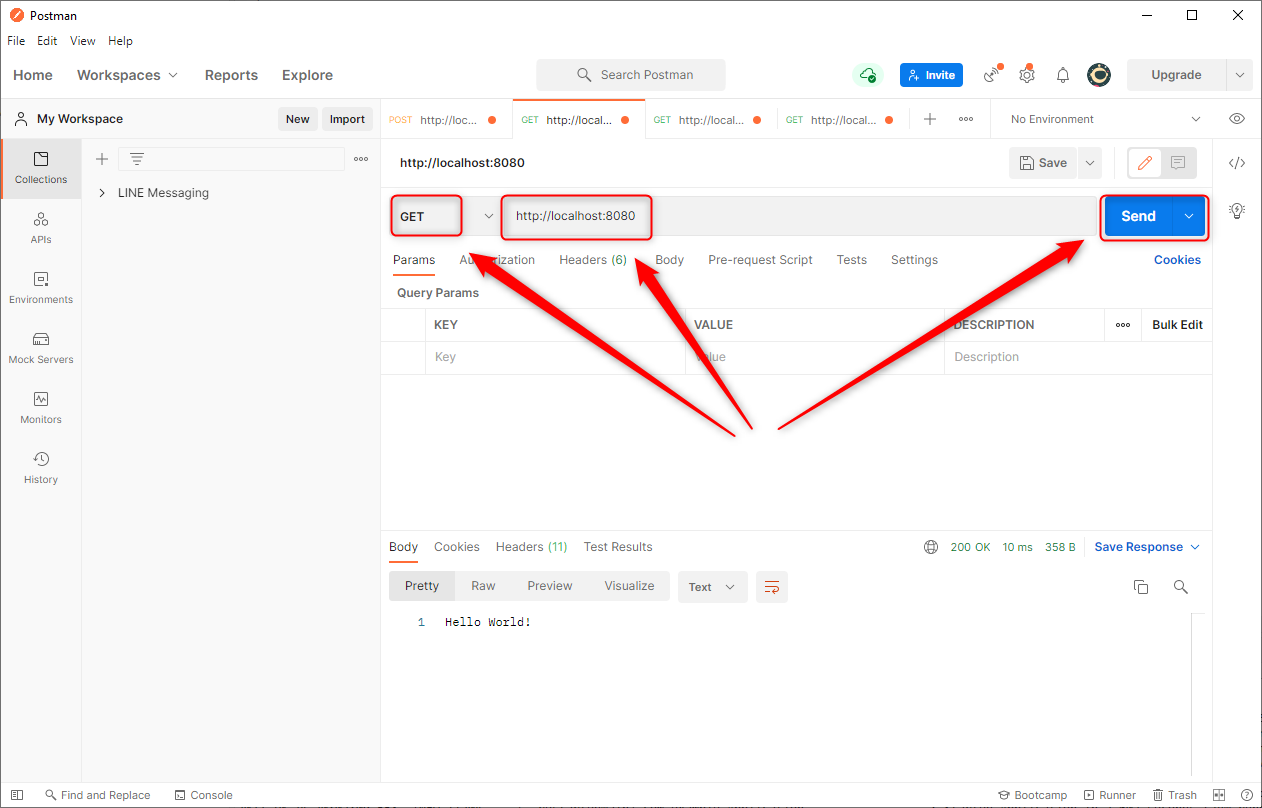 Postman
File Edit View Help
Home Workspaces Reports Explore Search Postman Invite Upgrade
My Workspace New Import POST http://loc... GET http://local... GET http://local... GET http://local... No Environment
http://localhost:8080 Save
Collections
LINE Messaging
GET http://localhost:8080 Send
APIs
Params Authorization Headers (6) Body Pre-request Script Tests Settings Cookies
Query Params
Environments
KEY VALUE DESCRIPTION Bulk Edit
Key Value Description
Mock Servers
Monitors
History
Body Cookies Headers (11) Test Results 200 OK 10 ms 358 B Save Response
Pretty Raw Preview Visualize Text
1 Hello World!
Find and Replace Console Bootcamp Runner Trash